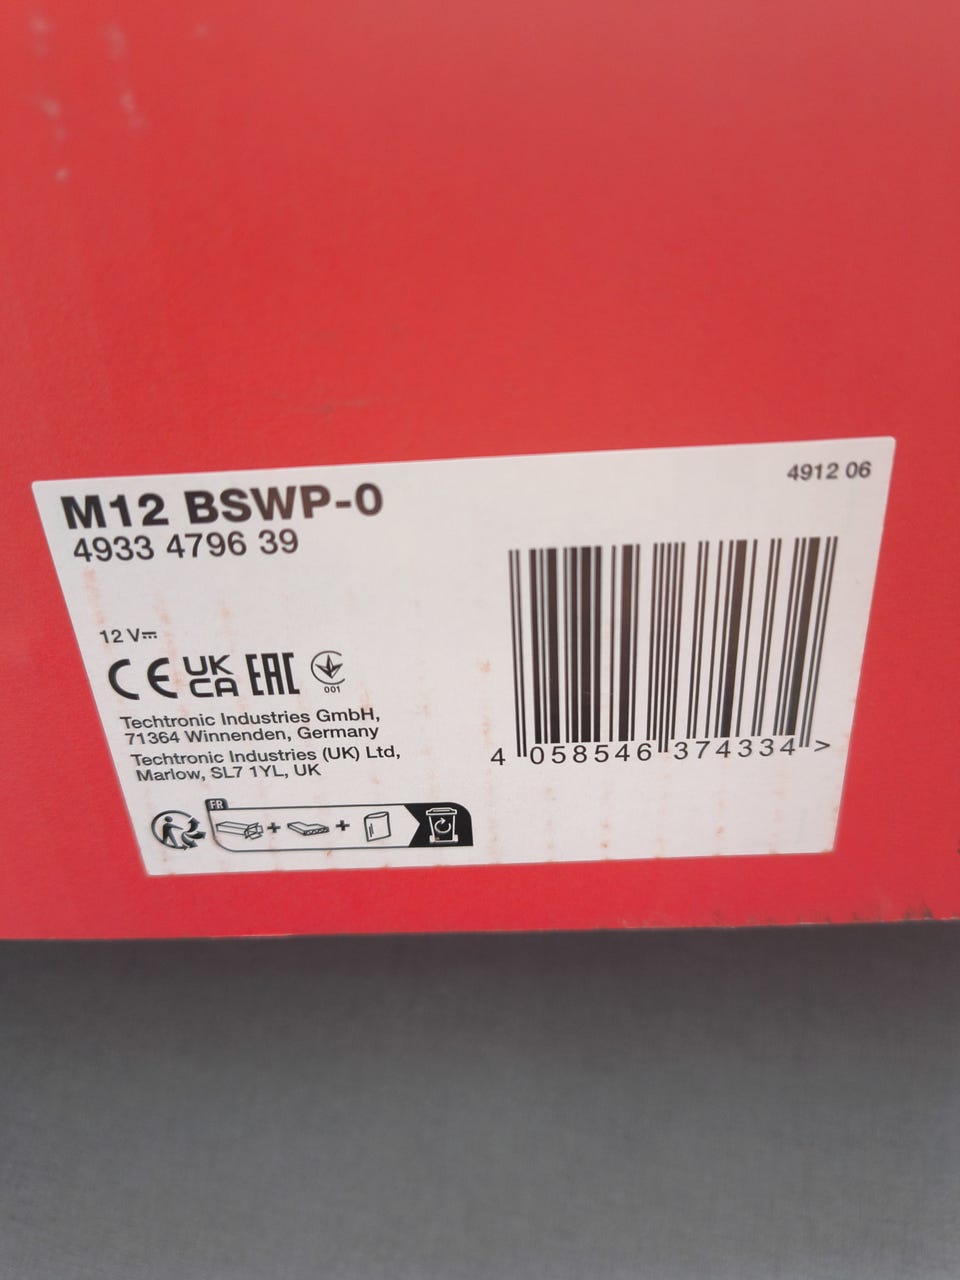 M12 BSWP-0
4933 4796 39
4912 06
12 V⎓
CE UK CA EAC
001
Techtronic Industries GmbH,
71364 Winnenden, Germany
Techtronic Industries (UK) Ltd,
Marlow, SL7 1YL, UK
4 058546 374334 >
FR
+ +